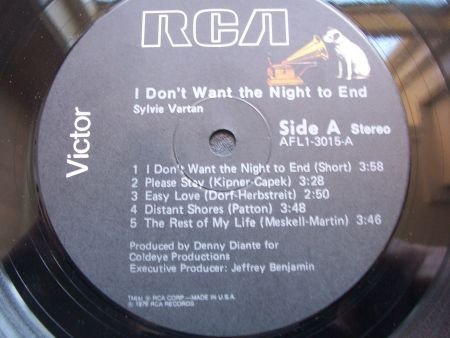 RCA
Victor
I Don't Want the Night to End
Sylvie Vartan
Side A Stereo
AFL1-3015-A
1 I Don't Want the Night to End (Short) 3:58
2 Please Stay (Kipner-Capek) 3:28
3 Easy Love (Dorf-Herbstreit) 2:50
4 Distant Shores (Patton) 3:48
5 The Rest of My Life (Meskell-Martin) 3:46
Produced by Denny Diante for
Coldeye Productions
Executive Producer: Jeffrey Benjamin
TM(s) ® RCA CORP.—MADE IN U.S.A.
RCA RECORDS